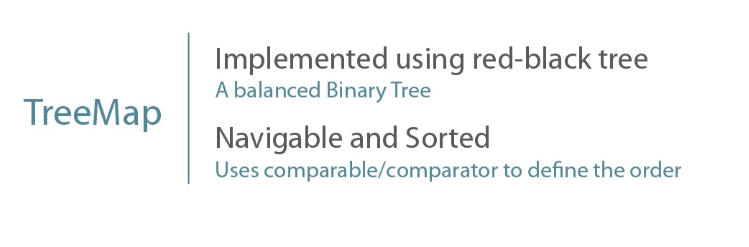 TreeMap
Implemented using red-black tree
A balanced Binary Tree
Navigable and Sorted
Uses comparable/comparator to define the order